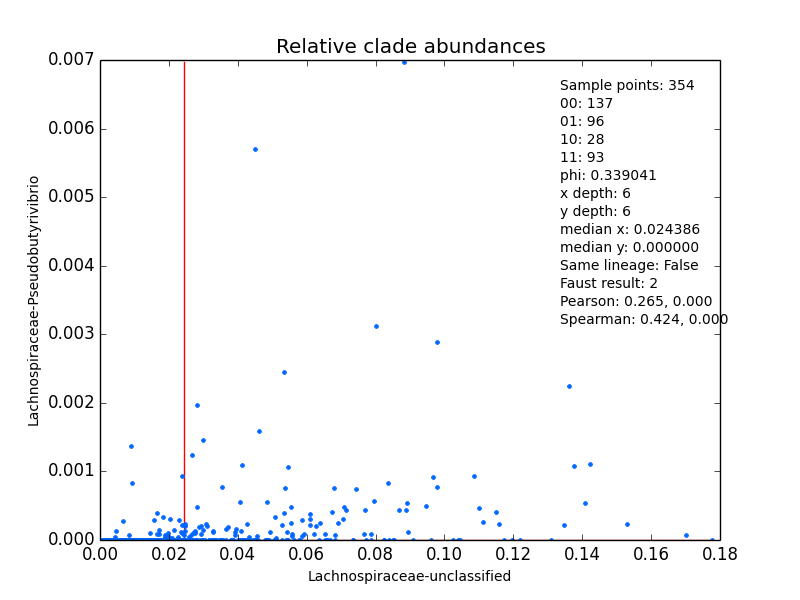 Relative clade abundances
0.007
0.006
0.005
0.004
0.003
0.002
0.001
0.000
Lachnospiraceae-Pseudobutyrivibrio
Sample points: 354
00: 137
01: 96
10: 28
11: 93
phi: 0.339041
x depth: 6
y depth: 6
median x: 0.024386
median y: 0.000000
Same lineage: False
Faust result: 2
Pearson: 0.265, 0.000
Spearman: 0.424, 0.000
0.00 0.02 0.04 0.06 0.08 0.10 0.12 0.14 0.16 0.18
Lachnospiraceae-unclassified